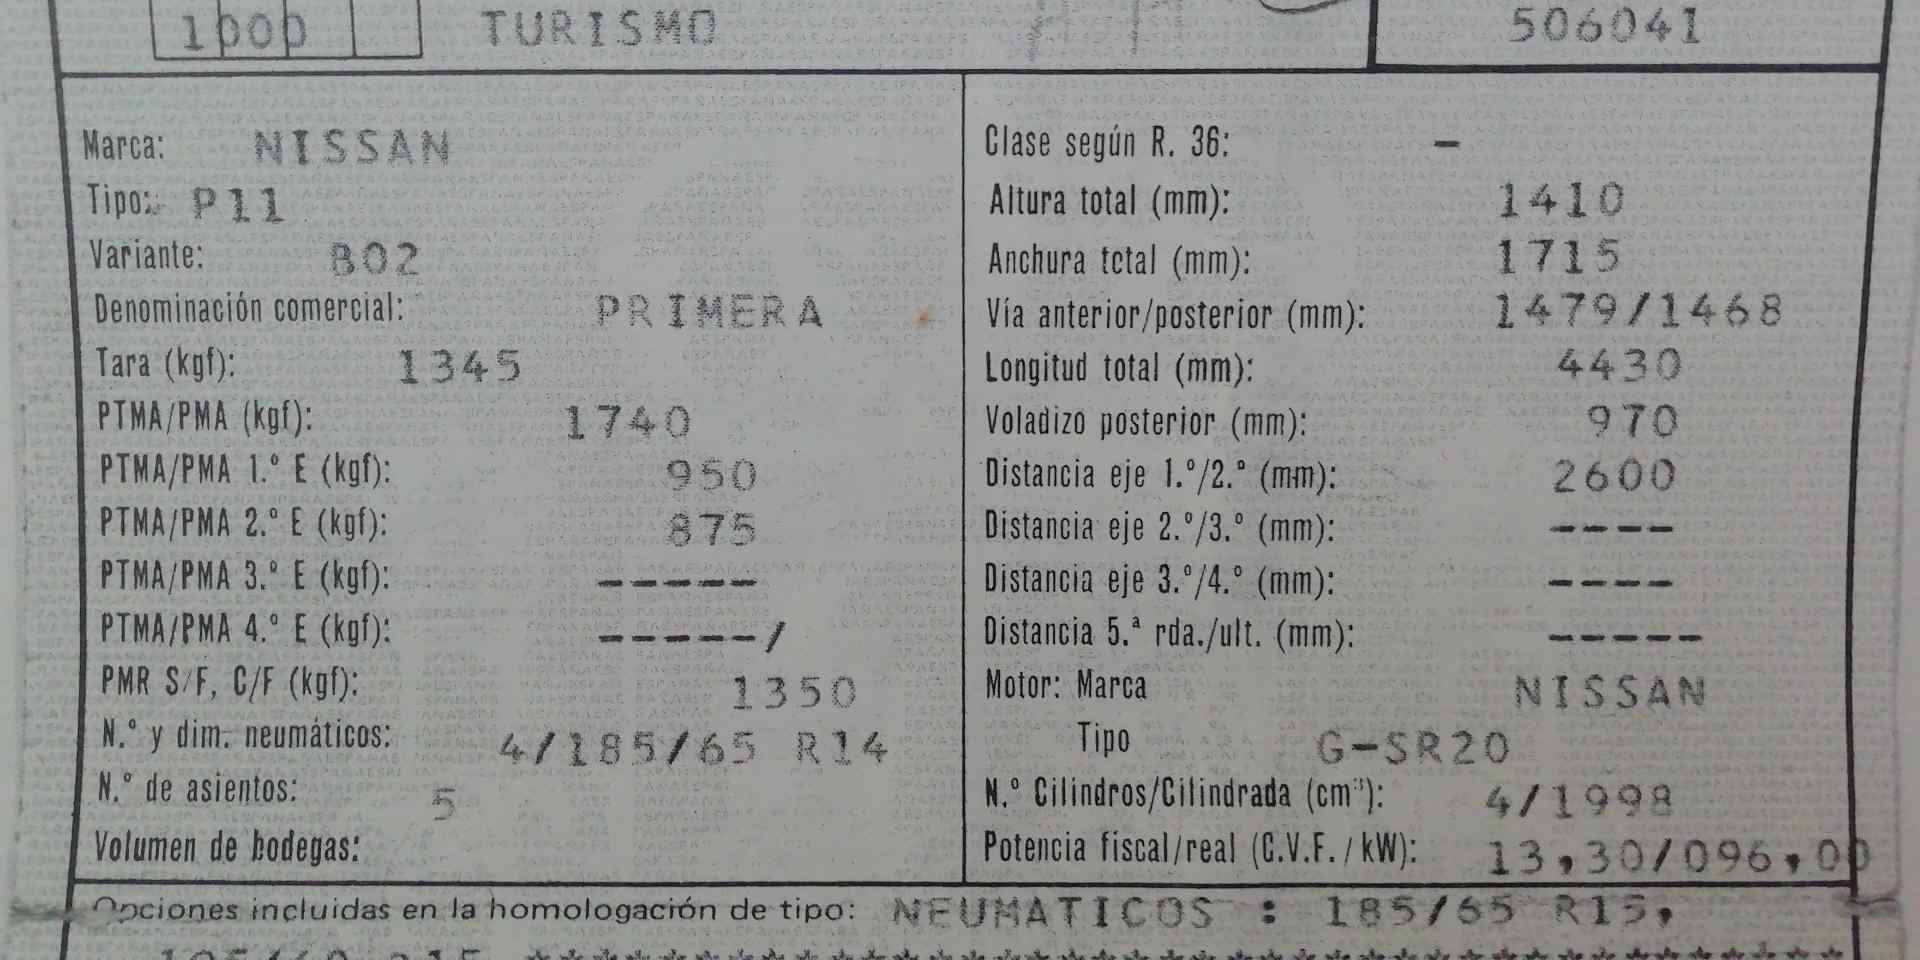 1000 TURISMO 506041
Marca: NISSAN
Tipo: P11
Variante: B02
Denominación comercial: PRIMERA
Tara (kgf): 1345
PTMA/PMA (kgf): 1740
PTMA/PMA 1.º E (kgf): 950
PTMA/PMA 2.º E (kgf): 875
PTMA/PMA 3.º E (kgf): -----
PTMA/PMA 4.º E (kgf): -----/
PMR S/F, C/F (kgf): 1350
N.º y dim. neumáticos: 4/185/65 R14
N.º de asientos: 5
Volumen de bodegas:
Clase según R. 36: -
Altura total (mm): 1410
Anchura total (mm): 1715
Vía anterior/posterior (mm): 1479/1468
Longitud total (mm): 4430
Voladizo posterior (mm): 970
Distancia eje 1.º/2.º (mm): 2600
Distancia eje 2.º/3.º (mm): ----
Distancia eje 3.º/4.º (mm): ----
Distancia 5.ª rda./ult. (mm): -----
Motor: Marca NISSAN
Tipo G-SR20
N.º Cilindros/Cilindrada (cm³): 4/1998
Potencia fiscal/real (C.V.F./kW): 13,30/096,00
Opciones incluidas en la homologación de tipo: NEUMATICOS : 185/65 R15,